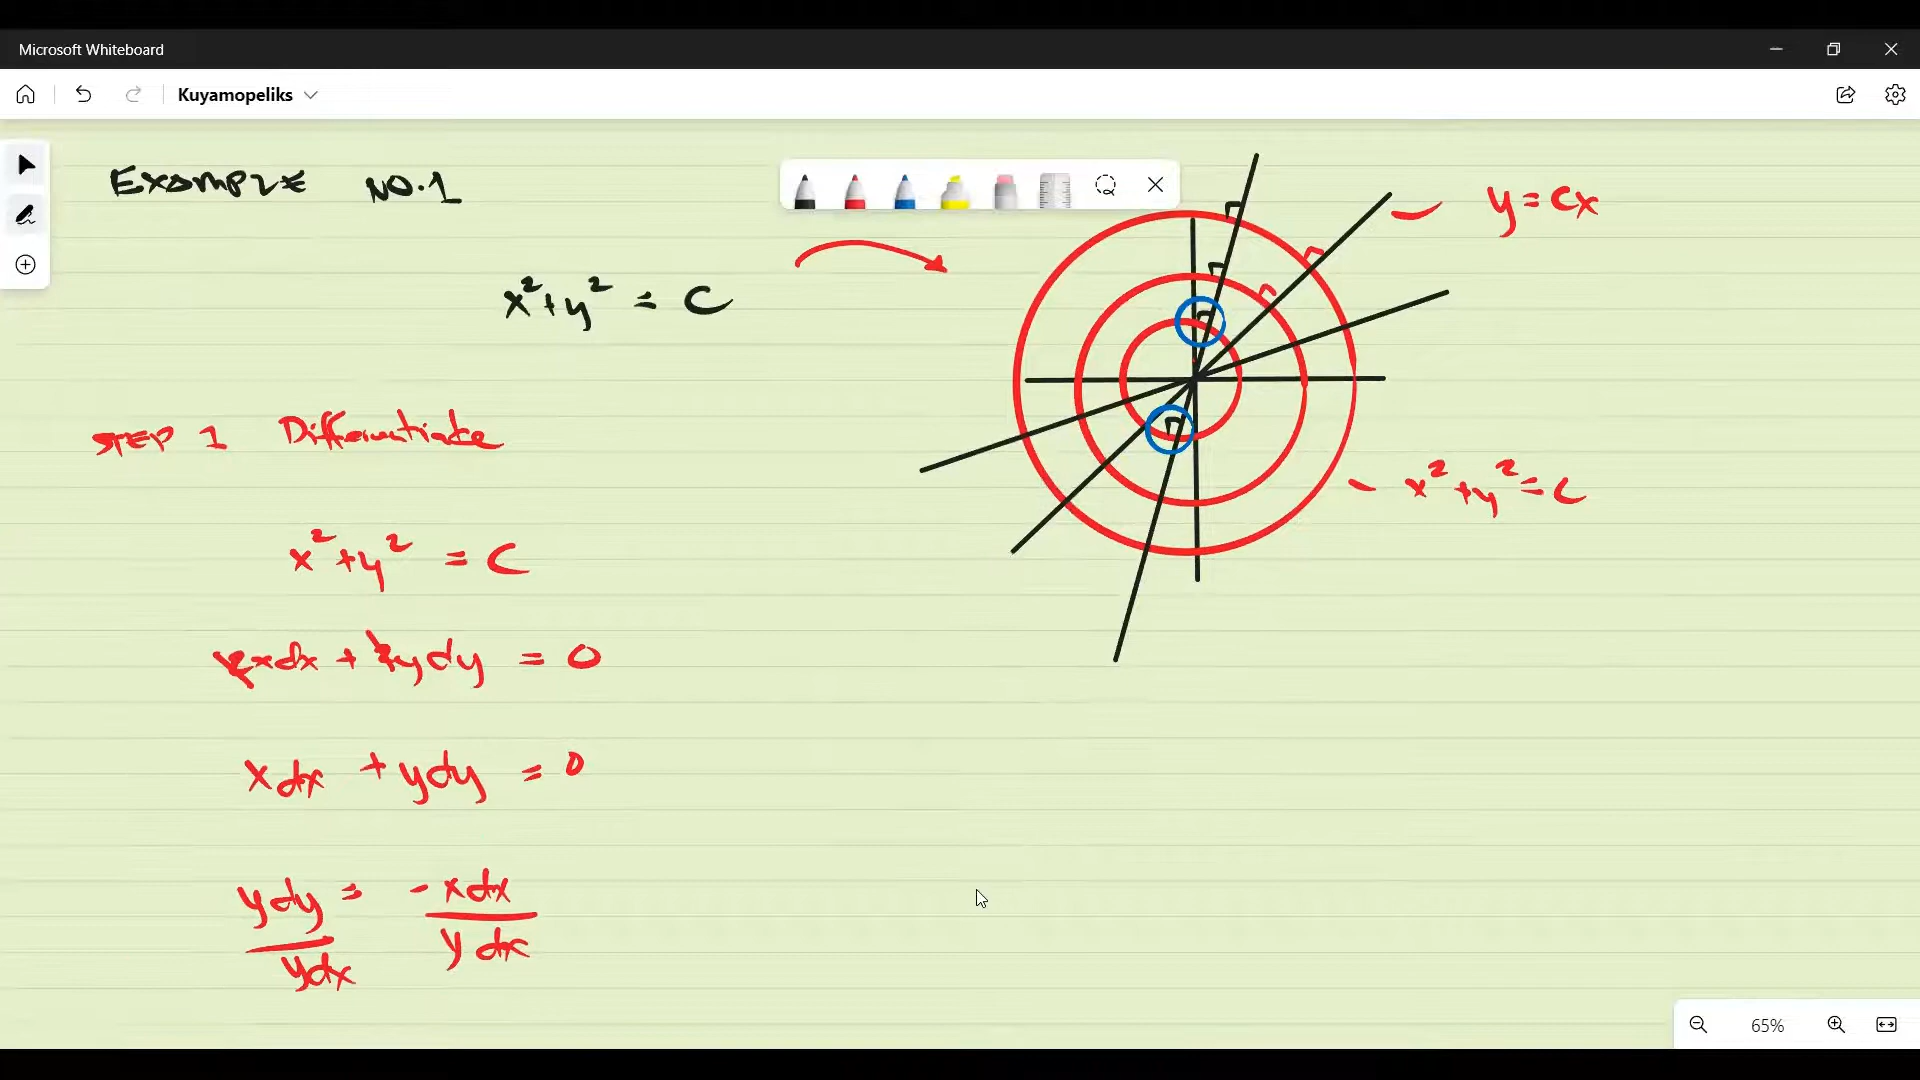 Microsoft Whiteboard
Kuyamopeliks
Example NO.1
x² + y² = C
y = Cx
x² + y² = C
STEP 1 Differentiate
x² + y² = C
2xdx + 2ydy = 0
xdx + ydy = 0
ydy/ydx = -xdx/ydx
65%